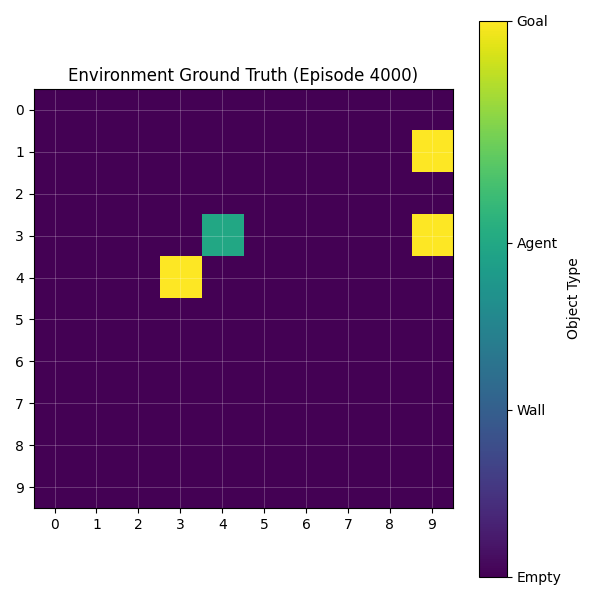 Environment Ground Truth (Episode 4000)
0
1
2
3
4
5
6
7
8
9
0 1 2 3 4 5 6 7 8 9
Goal
Agent
Wall
Empty
Object Type